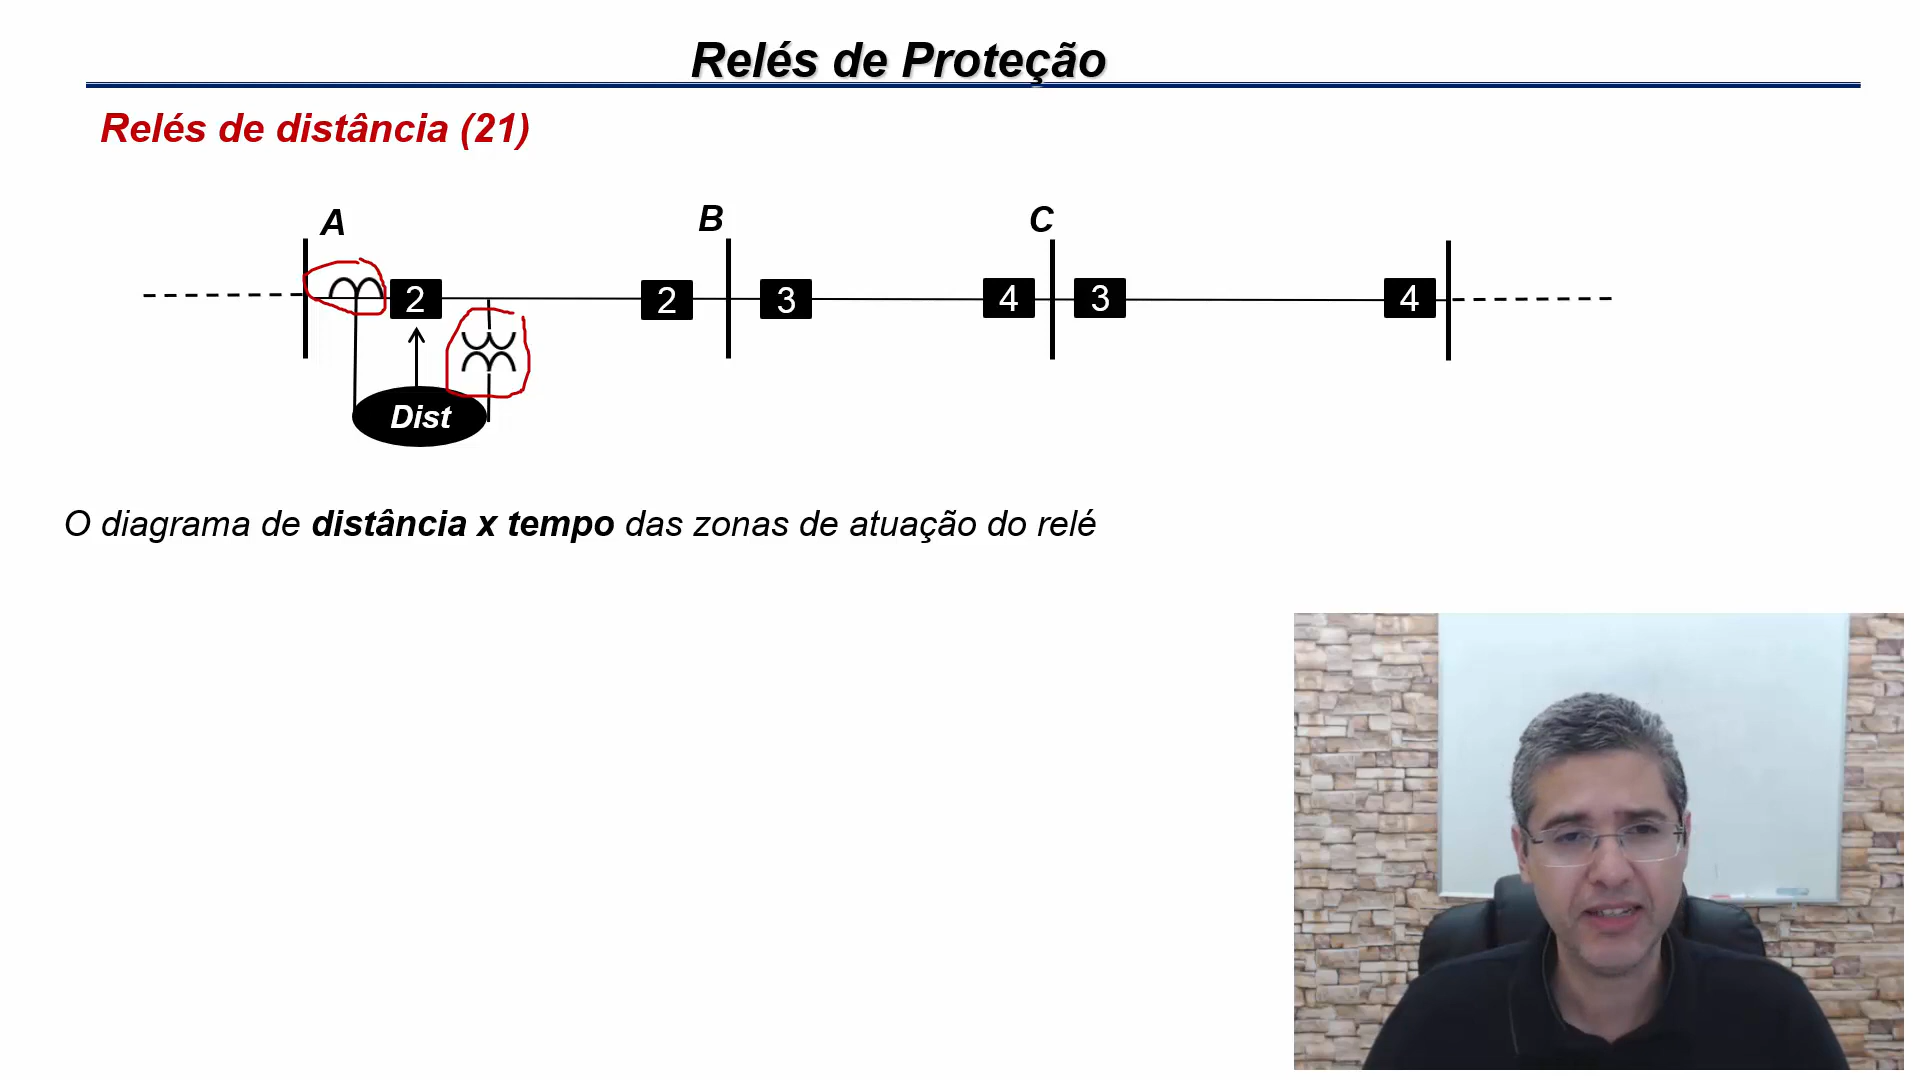 Relés de Proteção
Relés de distância (21)
A
B
C
2
2
3
4
3
4
Dist
O diagrama de distância x tempo das zonas de atuação do relé